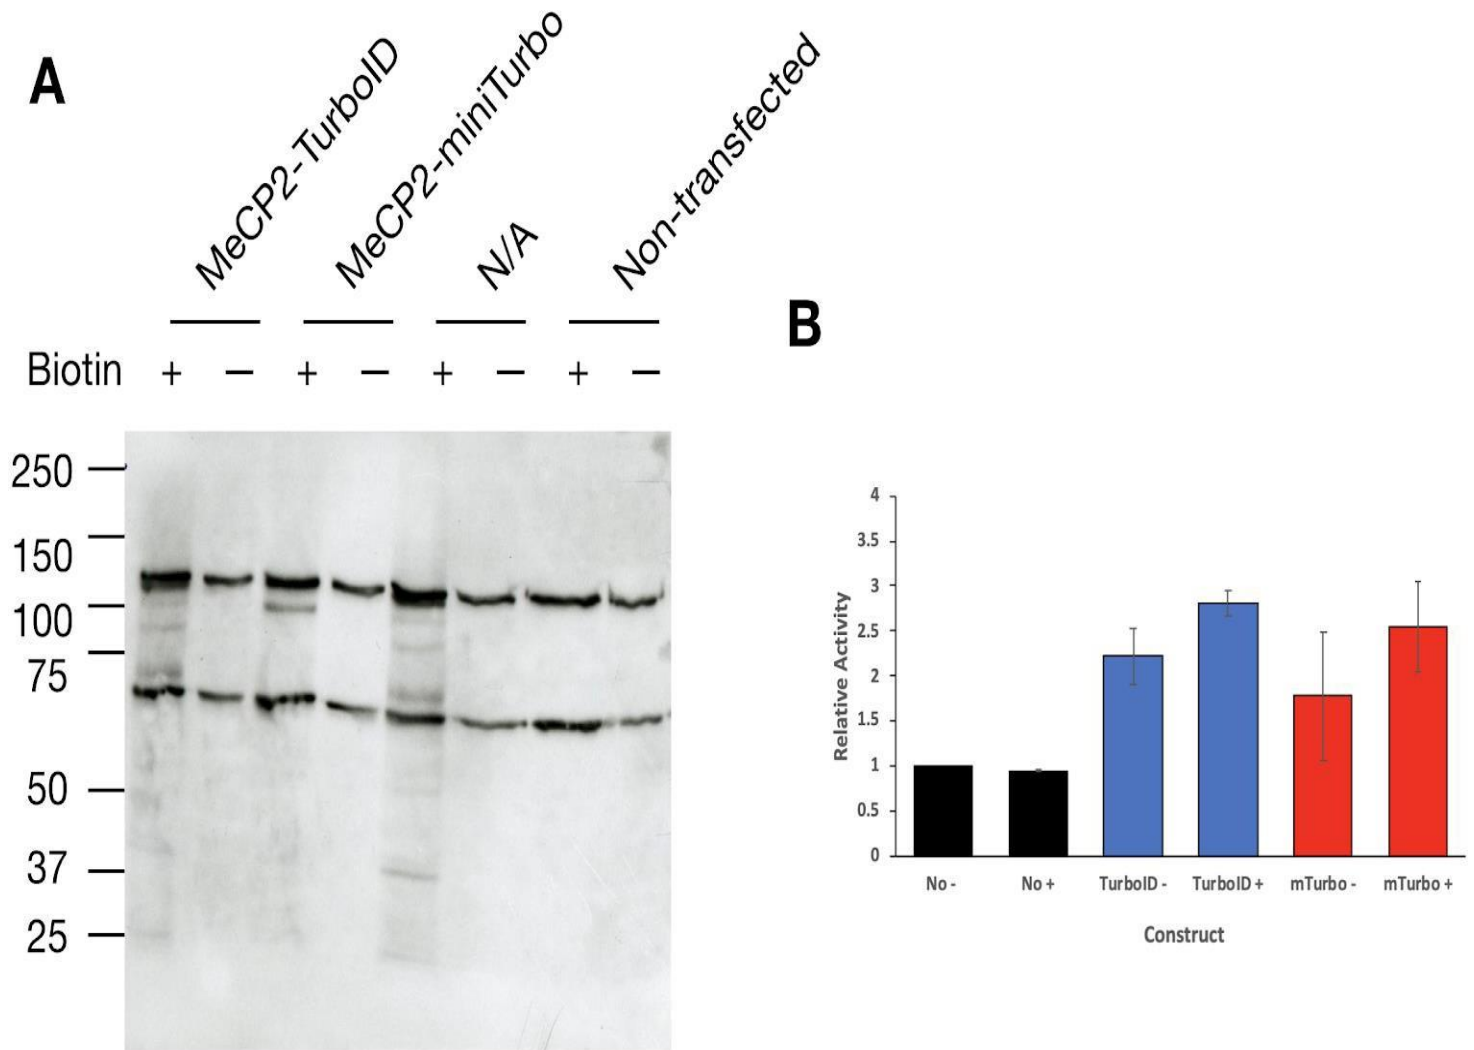 A
MeCP2-TurboID
MeCP2-miniTurbo
N/A
Non-transfected
Biotin + – + – + – + –
250
150
100
75
50
37
25
B
Relative Activity
4
3.5
3
2.5
2
1.5
1
0.5
0
No - No + TurboID - TurboID + mTurbo - mTurbo +
Construct